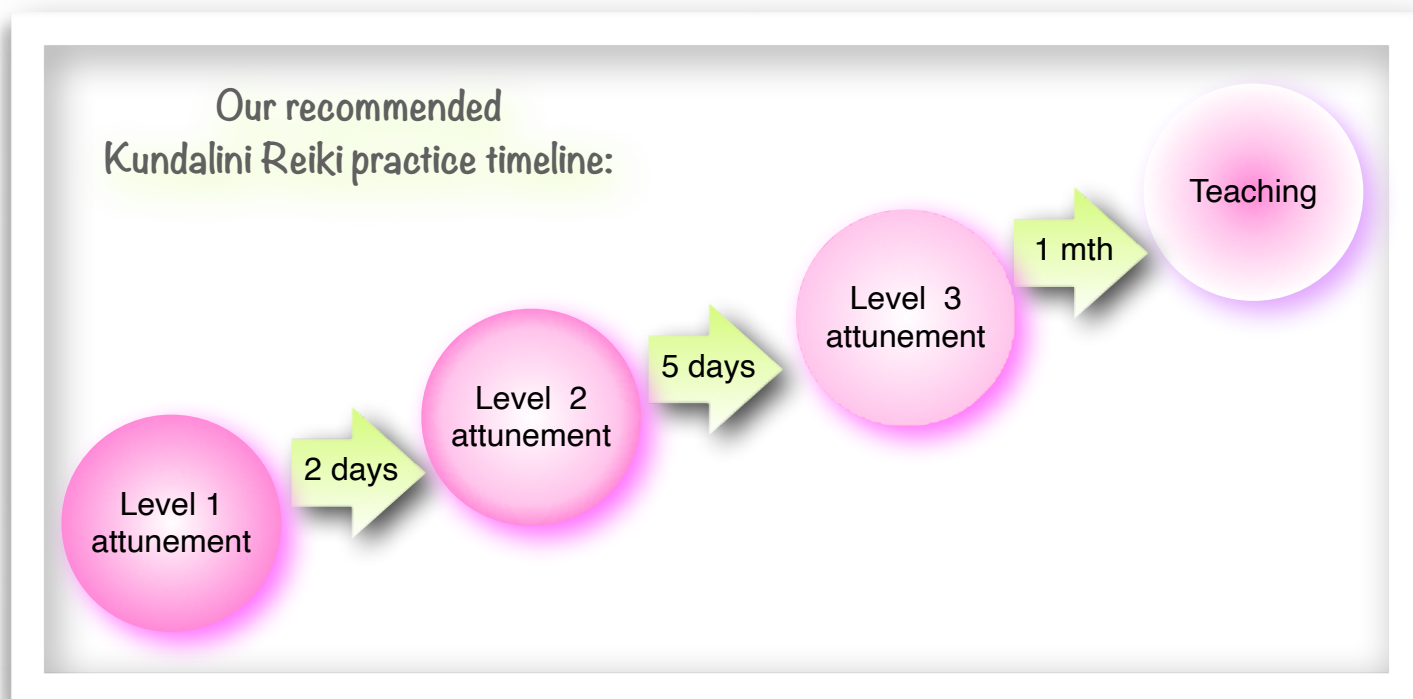 Our recommended
Kundalini Reiki practice timeline:
Level 1
attunement
2 days
Level 2
attunement
5 days
Level 3
attunement
1 mth
Teaching